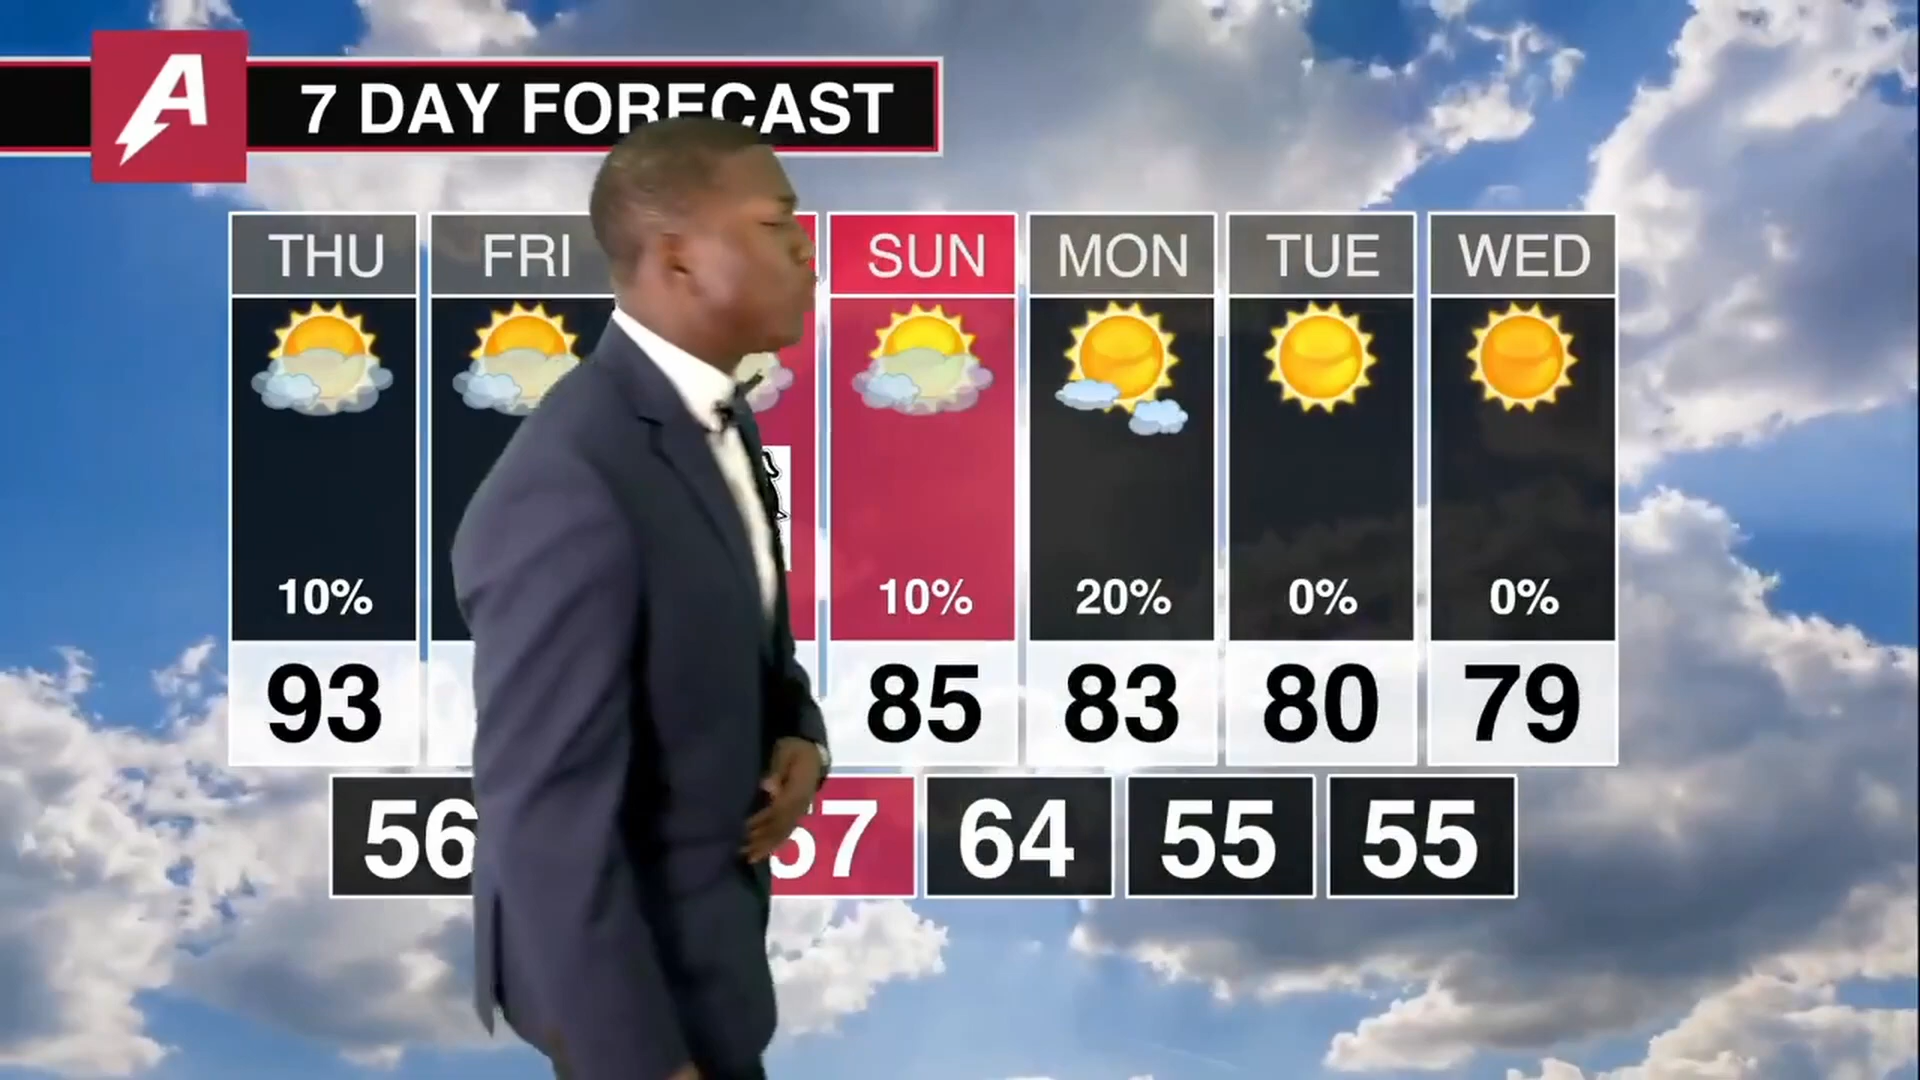 A
7 DAY FORECAST
THU FRI SUN MON TUE WED
10% 10% 20% 0% 0%
93 85 83 80 79
56 64 55 55